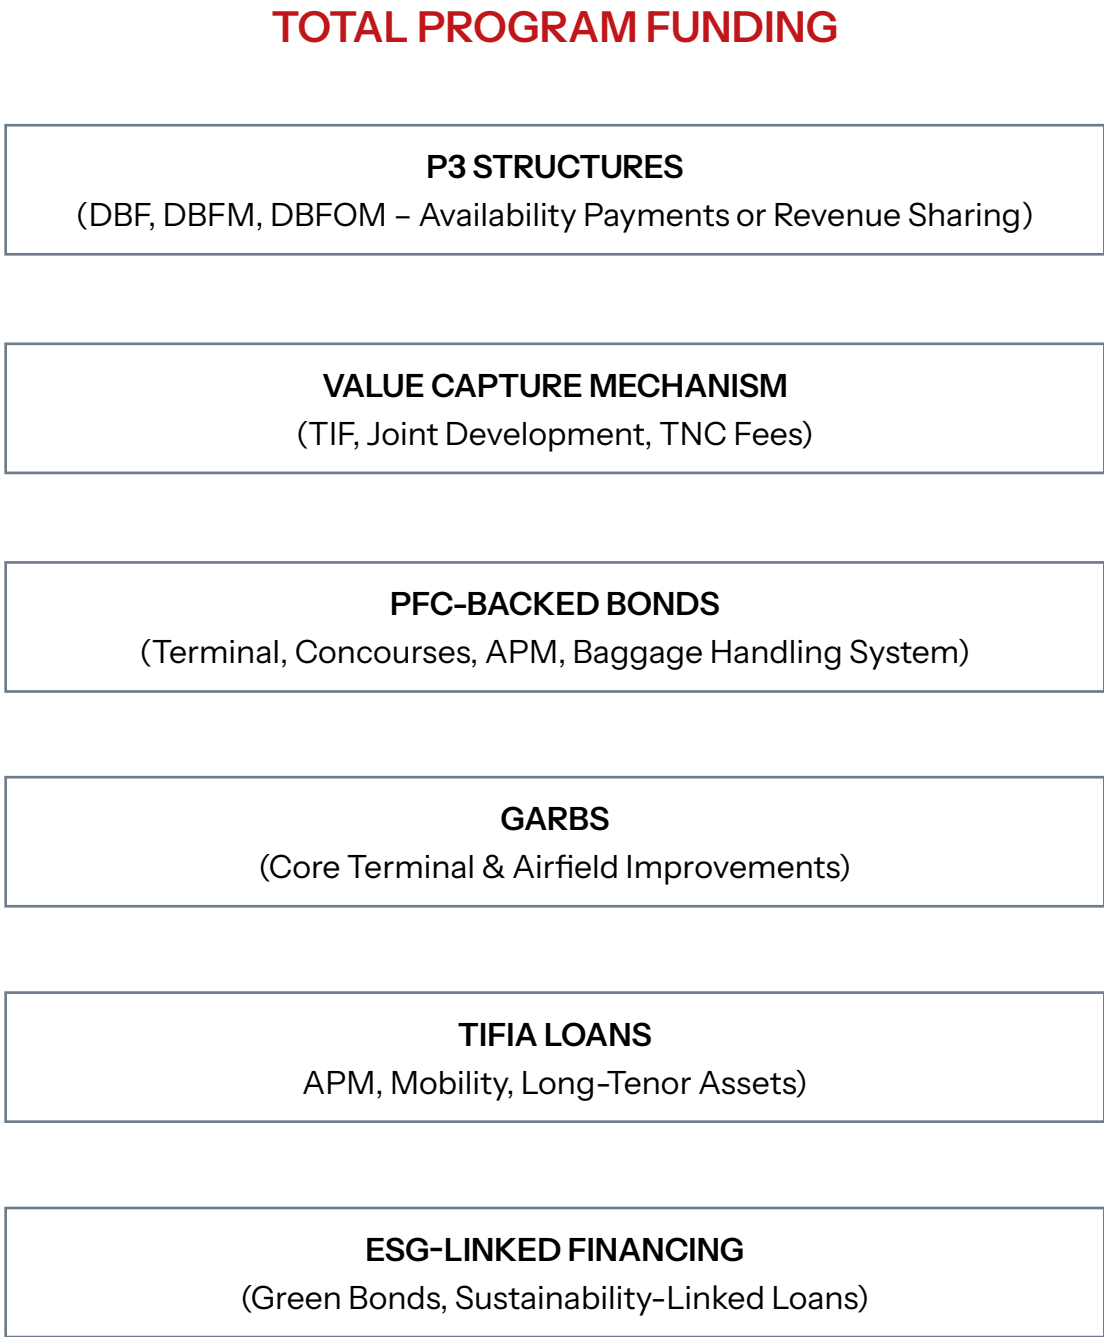 TOTAL PROGRAM FUNDING
P3 STRUCTURES
(DBF, DBFM, DBFOM – Availability Payments or Revenue Sharing)
VALUE CAPTURE MECHANISM
(TIF, Joint Development, TNC Fees)
PFC-BACKED BONDS
(Terminal, Concourses, APM, Baggage Handling System)
GARBS
(Core Terminal & Airfield Improvements)
TIFIA LOANS
APM, Mobility, Long-Tenor Assets)
ESG-LINKED FINANCING
(Green Bonds, Sustainability-Linked Loans)